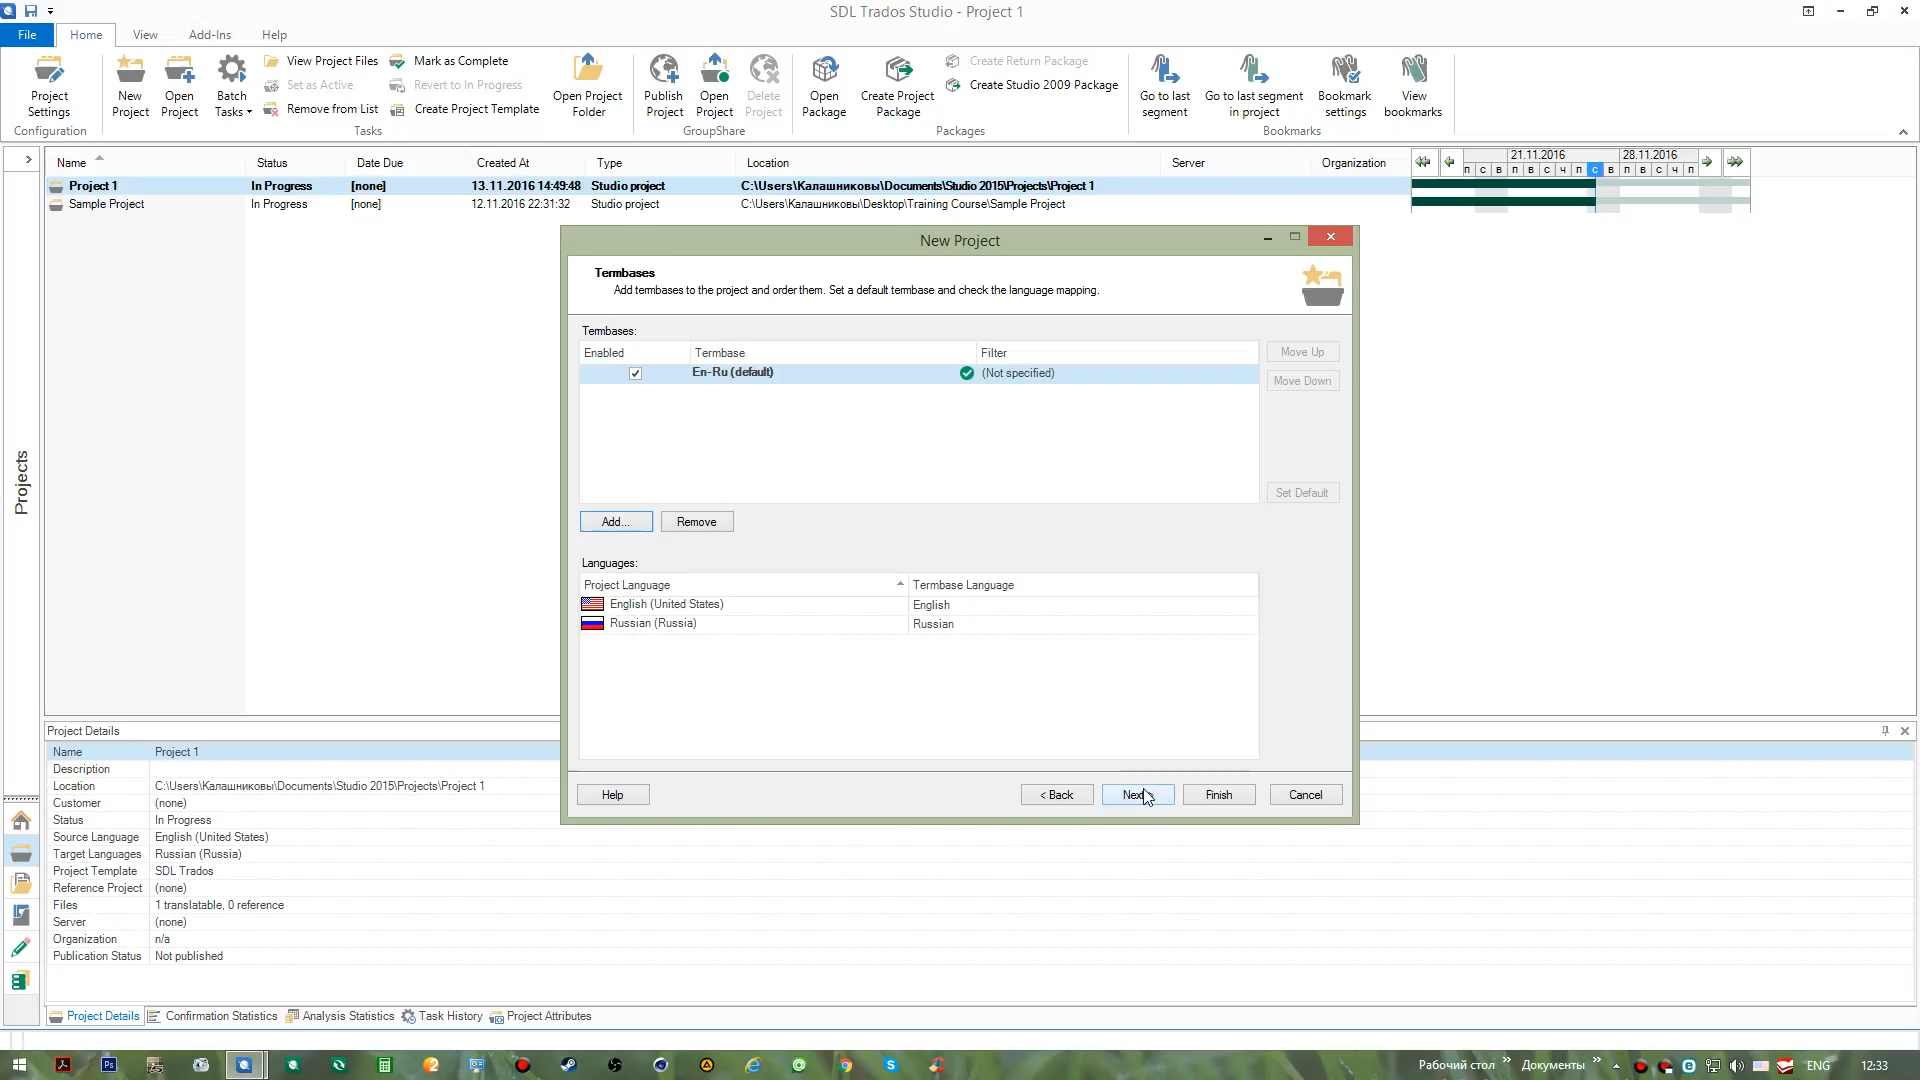 SDL Trados Studio - Project 1
File Home View Add-Ins Help
Project Settings
New Project
Open Project
Batch Tasks
View Project Files
Set as Active
Remove from List
Mark as Complete
Revert to In Progress
Create Project Template
Open Project Folder
Publish Project
Open Project
Delete Project
Open Package
Create Project Package
Create Return Package
Create Studio 2009 Package
Go to last segment
Go to last segment in project
Bookmark settings
View bookmarks
Configuration Tasks GroupShare Packages Bookmarks
Name Status Date Due Created At Type Location Server Organization 21.11.2016 28.11.2016
П С В П В С Ч П С В П В С Ч П
Project 1 In Progress [none] 13.11.2016 14:49:48 Studio project C:\Users\Калашниковы\Documents\Studio 2015\Projects\Project 1
Sample Project In Progress [none] 12.11.2016 22:31:32 Studio project C:\Users\Калашниковы\Desktop\Training Course\Sample Project
Projects
New Project
Termbases
Add termbases to the project and order them. Set a default termbase and check the language mapping.
Termbases:
Enabled Termbase Filter
En-Ru (default) (Not specified)
Move Up
Move Down
Set Default
Add... Remove
Languages:
Project Language Termbase Language
English (United States) English
Russian (Russia) Russian
Help < Back Next Finish Cancel
Project Details
Name Project 1
Description
Location C:\Users\Калашниковы\Documents\Studio 2015\Projects\Project 1
Customer (none)
Status In Progress
Source Language English (United States)
Target Languages Russian (Russia)
Project Template SDL Trados
Reference Project (none)
Files 1 translatable, 0 reference
Server (none)
Organization n/a
Publication Status Not published
Project Details Confirmation Statistics Analysis Statistics Task History Project Attributes
Рабочий стол » Документы » ENG 12:33